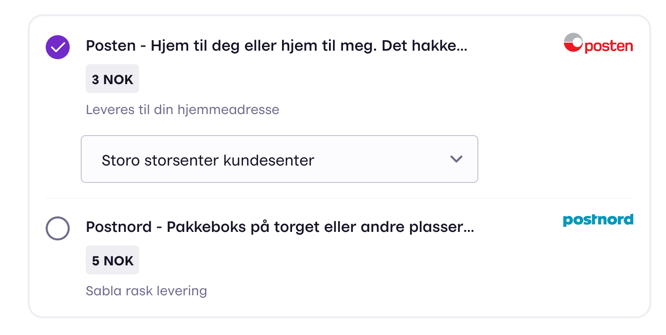 Posten - Hjem til deg eller hjem til meg. Det hakke...
posten
3 NOK
Leveres til din hjemmeadresse
Storo storsenter kundesenter
Postnord - Pakkeboks på torget eller andre plasser...
postnord
5 NOK
Sabla rask levering